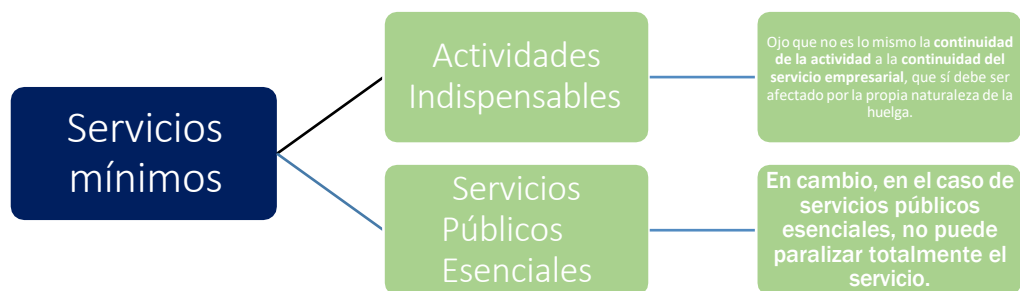 Servicios
mínimos
Actividades
Indispensables
Ojo que no es lo mismo la continuidad
de la actividad a la continuidad del
servicio empresarial, que sí debe ser
afectado por la propia naturaleza de la
huelga.
Servicios
Públicos
Esenciales
En cambio, en el caso de
servicios públicos
esenciales, no puede
paralizar totalmente el
servicio.